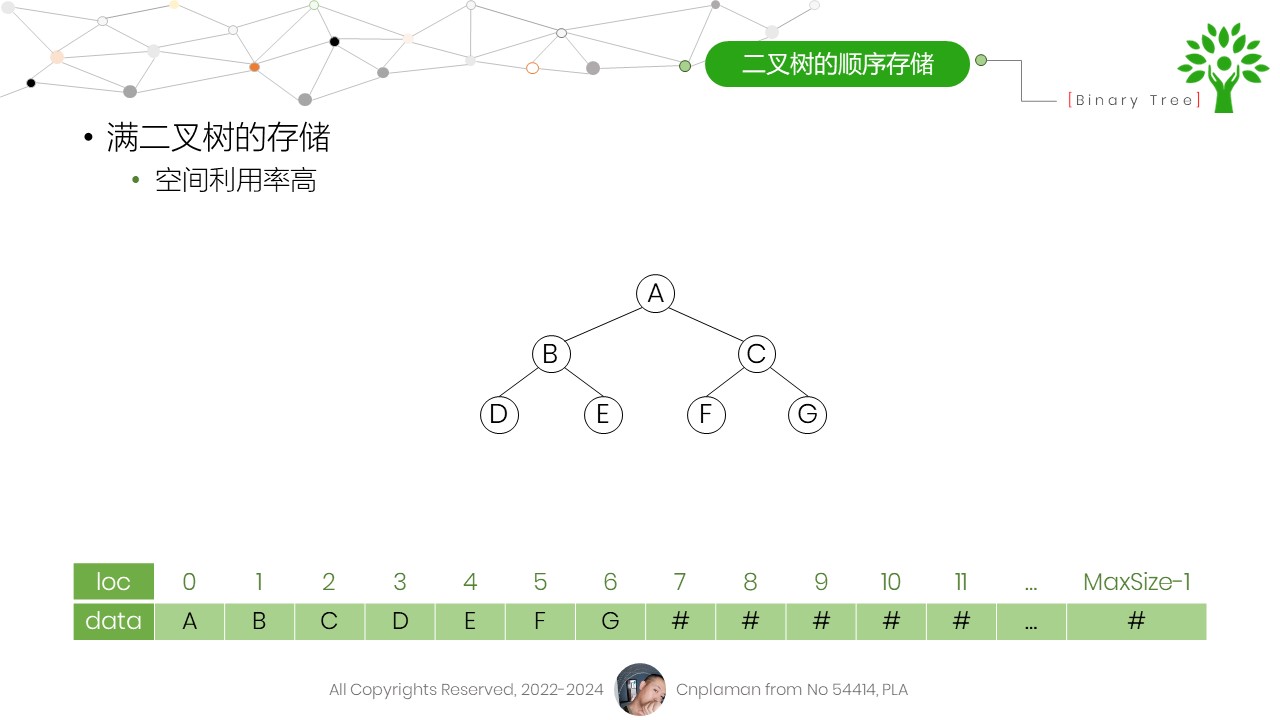 二叉树的顺序存储
[Binary Tree]
• 满二叉树的存储
• 空间利用率高
A
B C
D E F G
loc 0 1 2 3 4 5 6 7 8 9 10 11 ... MaxSize-1
data A B C D E F G # # # # # ... #
All Copyrights Reserved, 2022-2024 Cnplaman from No 54414, PLA